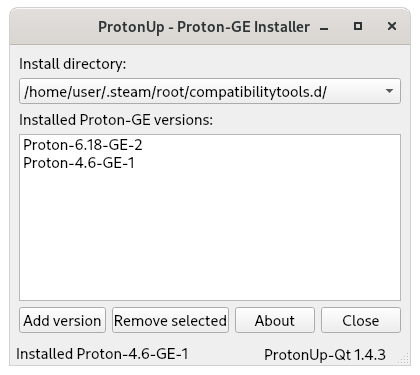 ProtonUp - Proton-GE Installer
Install directory:
/home/user/.steam/root/compatibilitytools.d/
Installed Proton-GE versions:
Proton-6.18-GE-2
Proton-4.6-GE-1
Add version Remove selected About Close
Installed Proton-4.6-GE-1 ProtonUp-Qt 1.4.3